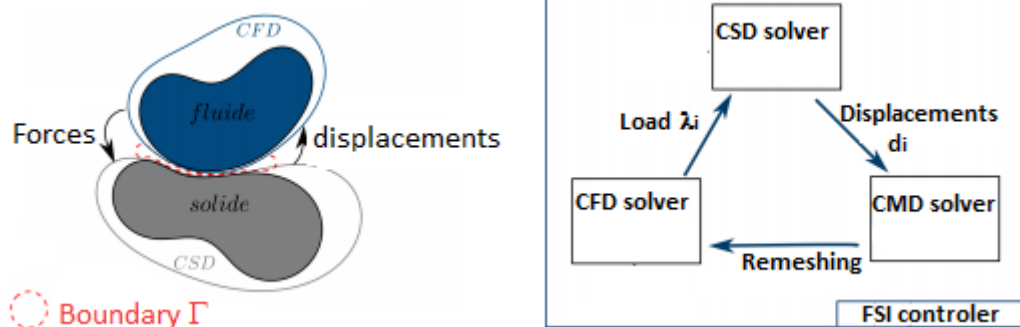 CFD
fluide
Forces
displacements
solide
CSD
Boundary Γ
CSD solver
Load λi
Displacements
di
CFD solver
CMD solver
Remeshing
FSI controler